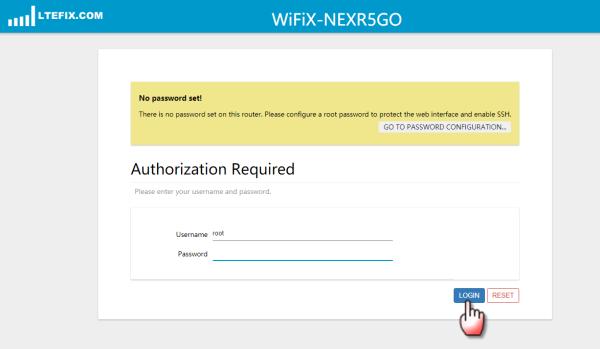 LTEFIX.COM
WiFiX-NEXR5GO
No password set!
There is no password set on this router. Please configure a root password to protect the web interface and enable SSH.
GO TO PASSWORD CONFIGURATION...
Authorization Required
Please enter your username and password.
Username root
Password
LOGIN RESET